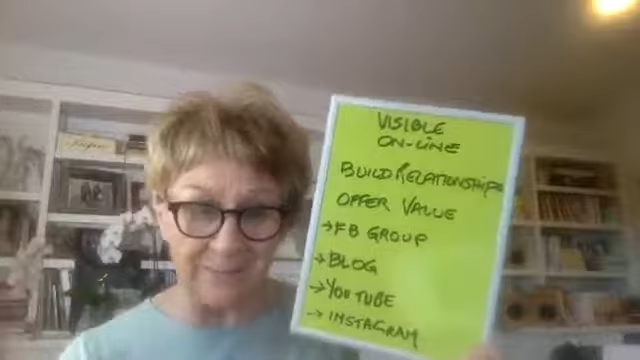 VISIBLE
ON-LINE
BUILD RELATIONSHIPS
OFFER VALUE
→FB GROUP
→BLOG
→YOUTUBE
→INSTAGRAM